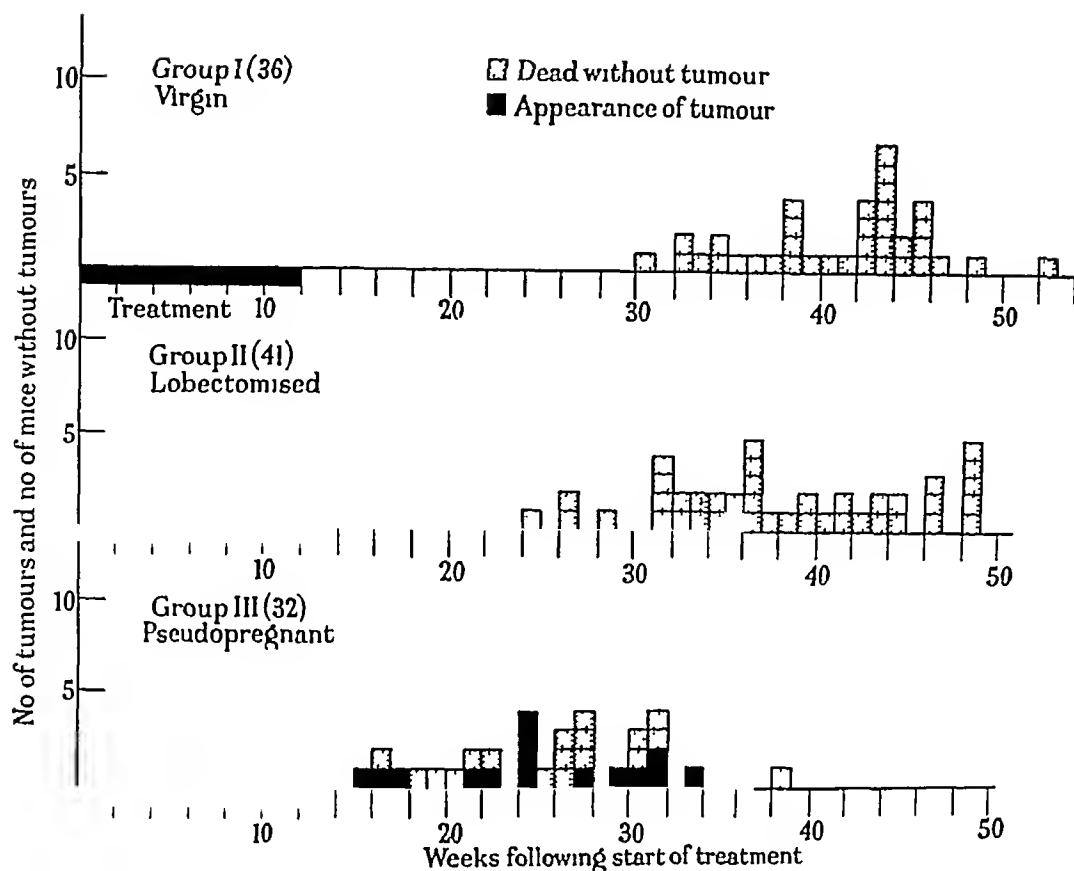 No of tumours and no of mice without tumours
10
5
Group I (36)
Virgin
Dead without tumour
Appearance of tumour
Treatment 10 20 30 40 50
10
5
Group II (41)
Lobectomised
10 20 30 40 50
10
5
Group III (32)
Pseudopregnant
10 20 30 40 50
Weeks following start of treatment